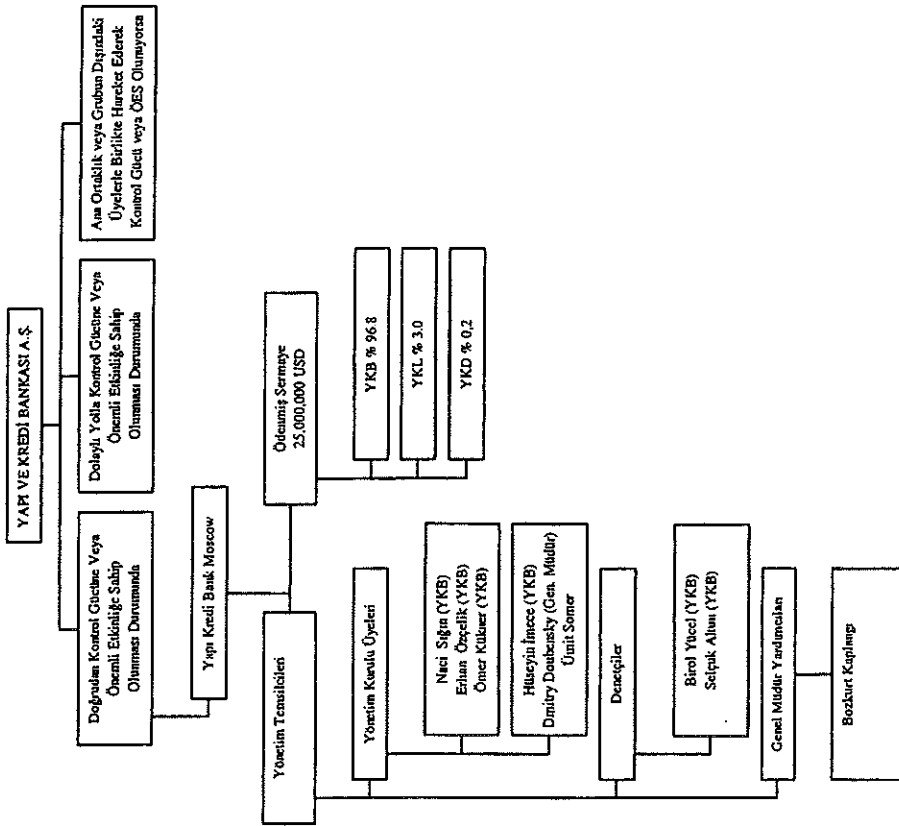 YAPI VE KREDİ BANKASI A.Ş.
Doğrudan Kontrol Gücüne Veya
Önemli Etkinliğe Sahip
Olunması Durumunda
Dolaylı Yolla Kontrol Gücüne Veya
Önemli Etkinliğe Sahip
Olunması Durumunda
Ana Ortaklık veya Grubun Dışındaki
Üyelerle Birlikte Hareket Ederek
Kontrol Gücü veya ÖES Olunuyorsa
Yapı Kredi Bank Moscow
Yönetim Temsilcileri
Ödenmiş Sermaye
25,000,000 USD
Yönetim Kurulu Üyeleri
Naci Sığın (YKB)
Erhan Özçelik (YKB)
Ömer Kükner (YKB)
Hüseyin İmece (YKB)
Dmitry Doubensky (Gen. Müdür)
Ümit Somer
Denetçiler
Birol Yücel (YKB)
Selçuk Altun (YKB)
Genel Müdür Yardımcıları
Bozkurt Kaplangı
YKB % 96.8
YKL % 3.0
YKD % 0,2